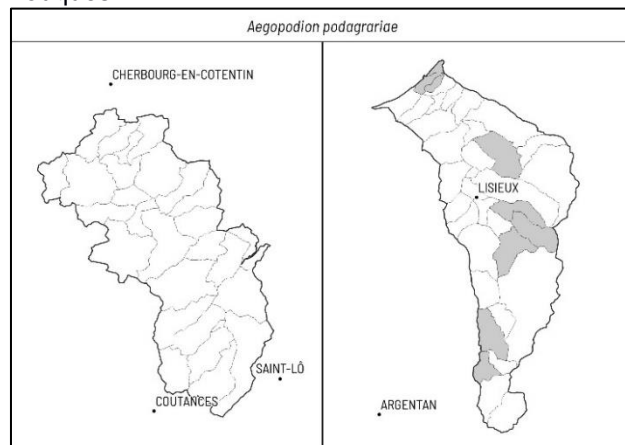 Aegopodion podagrariae
CHERBOURG-EN-COTENTIN
LISIEUX
SAINT-LÔ
COUTANCES
ARGENTAN